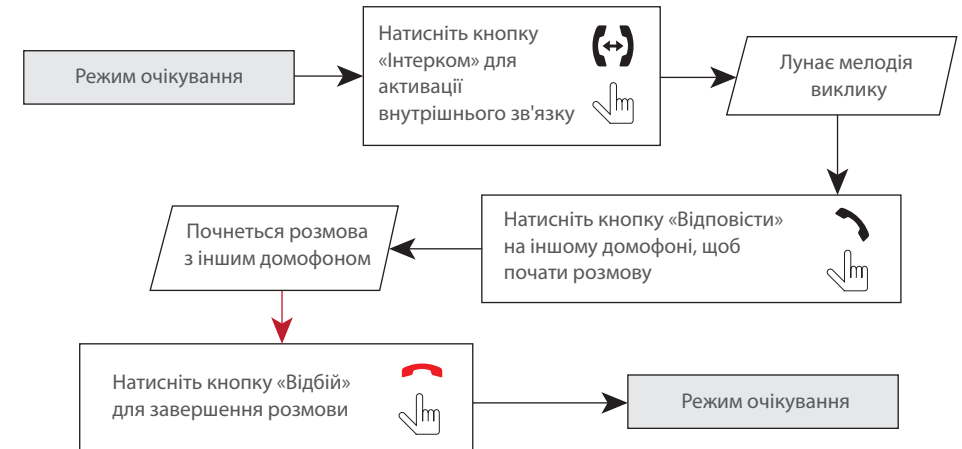 Режим очікування
Натисніть кнопку
«Інтерком» для
активації
внутрішнього зв'язку
Лунає мелодія
виклику
Натисніть кнопку «Відповісти»
на іншому домофоні, щоб
почати розмову
Почнеться розмова
з іншим домофоном
Натисніть кнопку «Відбій»
для завершення розмови
Режим очікування